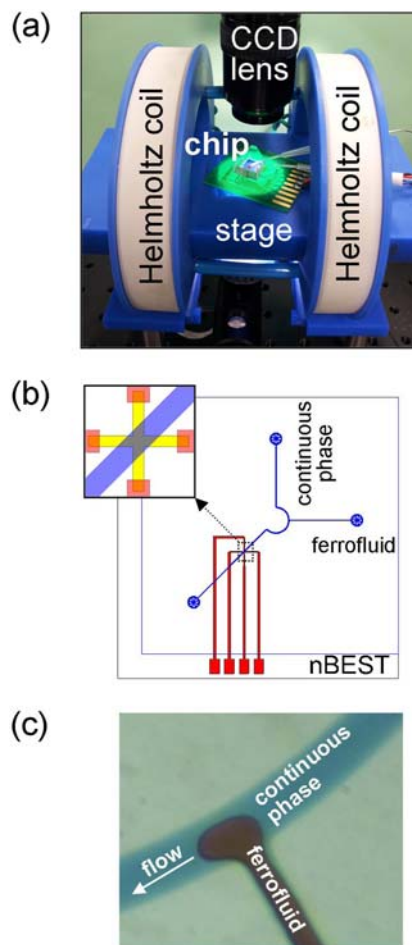 (a)
CCD
lens
Helmholtz coil
chip
stage
Helmholtz coil
(b)
continuous
phase
ferrofluid
nBEST
(c)
continuous
phase
flow
ferrofluid